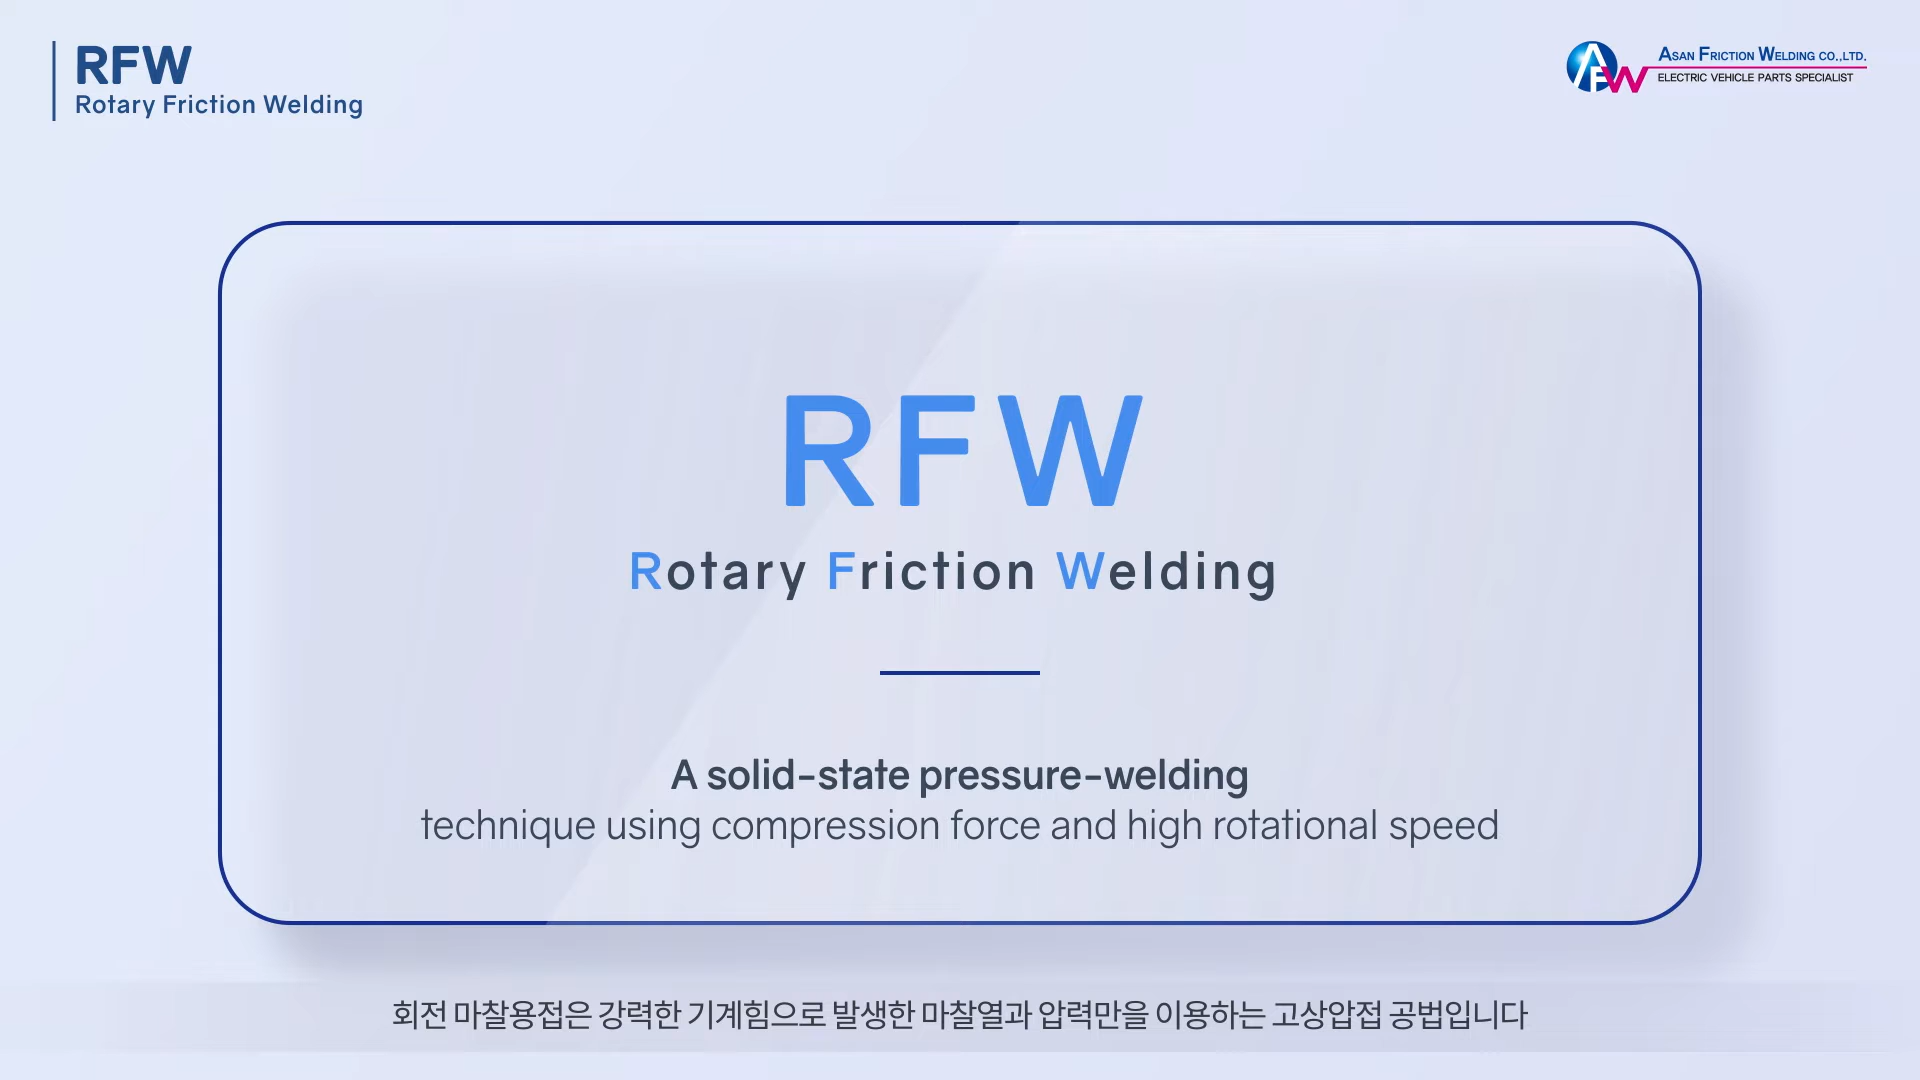 RFW
Rotary Friction Welding
AFW
ASAN FRICTION WELDING CO.,LTD.
ELECTRIC VEHICLE PARTS SPECIALIST
RFW
Rotary Friction Welding
A solid-state pressure-welding
technique using compression force and high rotational speed
회전 마찰용접은 강력한 기계힘으로 발생한 마찰열과 압력만을 이용하는 고상압접 공법입니다